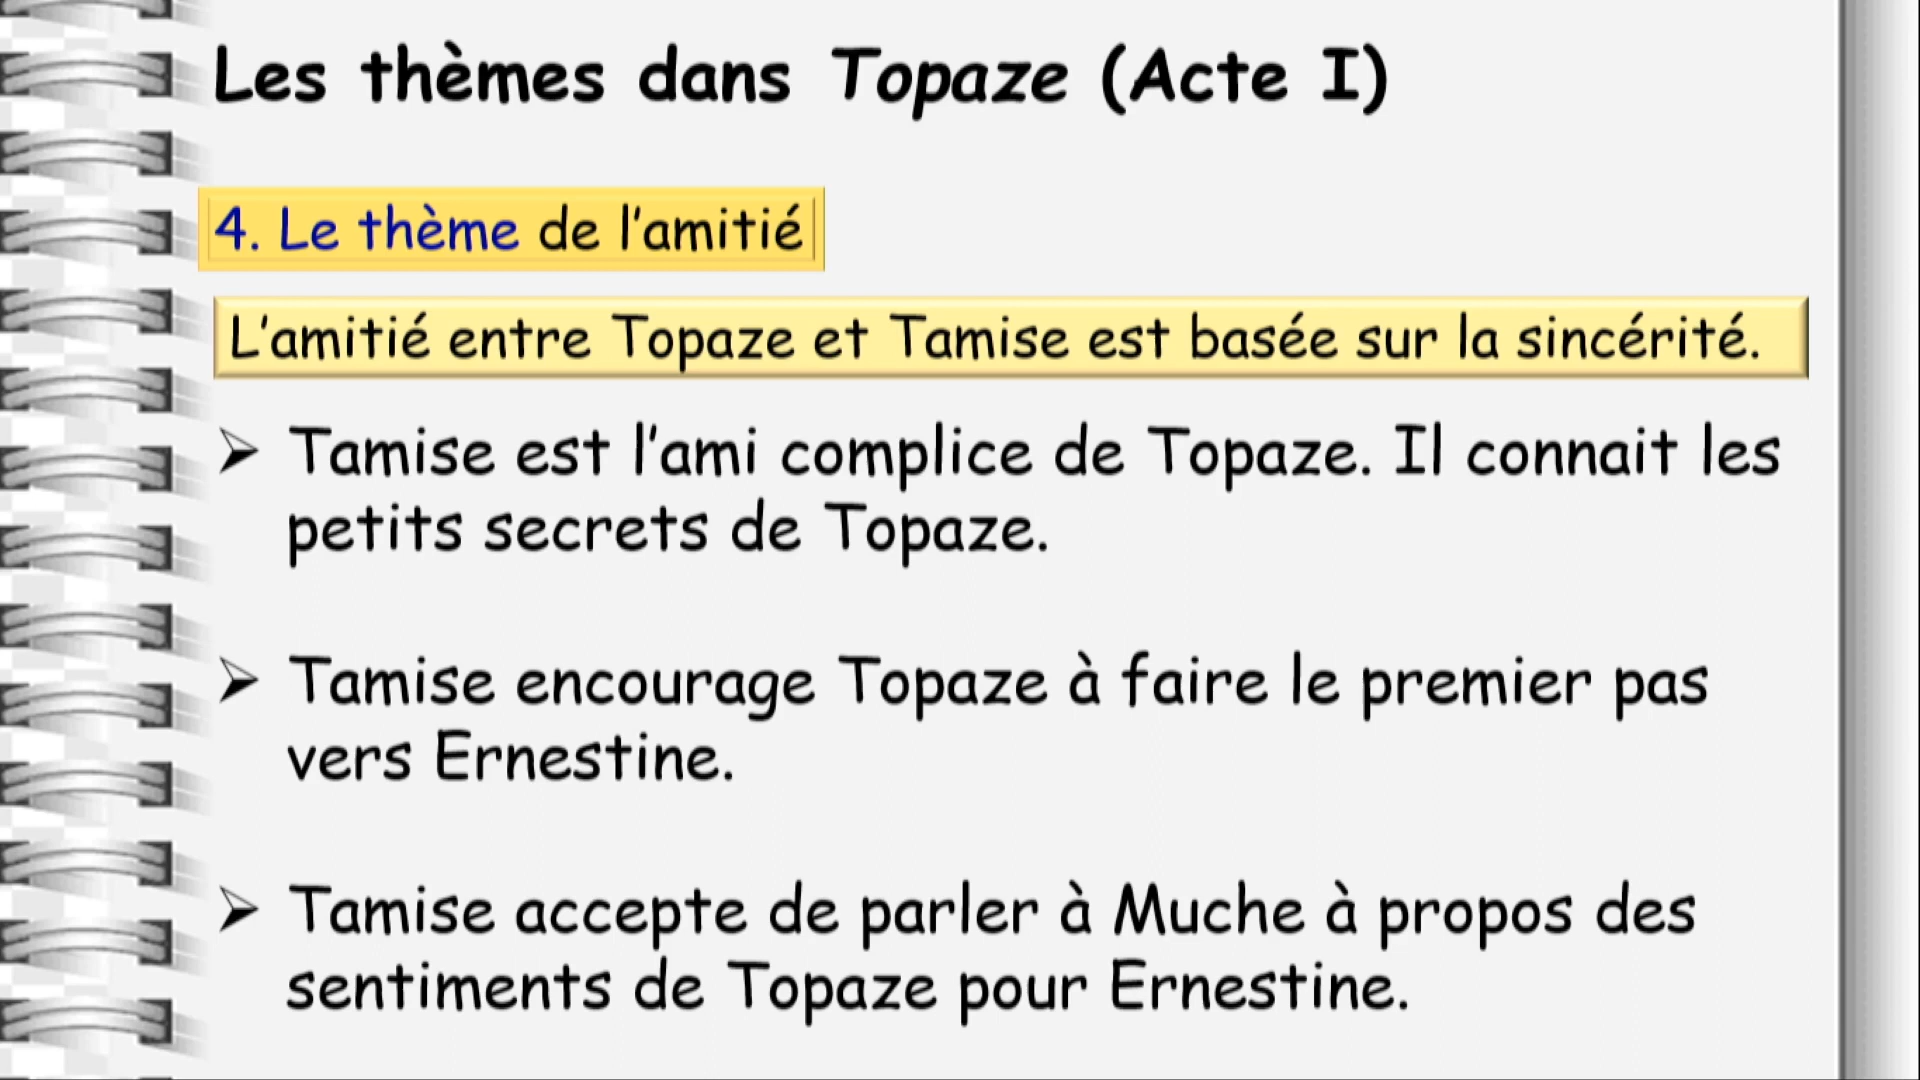 Les thèmes dans Topaze (Acte I)
4. Le thème de l'amitié
L'amitié entre Topaze et Tamise est basée sur la sincérité.
➢ Tamise est l'ami complice de Topaze. Il connait les
petits secrets de Topaze.
➢ Tamise encourage Topaze à faire le premier pas
vers Ernestine.
➢ Tamise accepte de parler à Muche à propos des
sentiments de Topaze pour Ernestine.